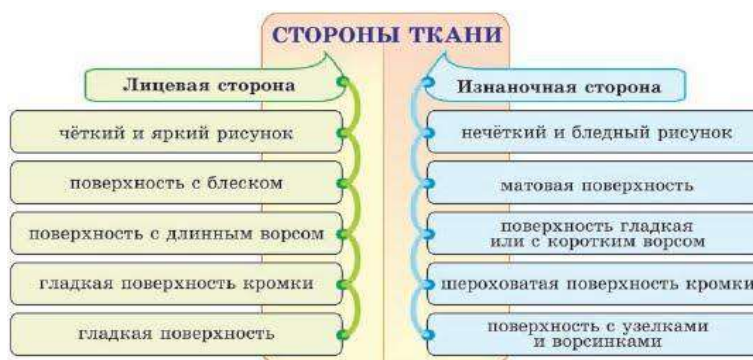 СТОРОНЫ ТКАНИ
Лицевая сторона
чёткий и яркий рисунок
поверхность с блеском
поверхность с длинным ворсом
гладкая поверхность кромки
гладкая поверхность
Изнаночная сторона
нечёткий и бледный рисунок
матовая поверхность
поверхность гладкая
или с коротким ворсом
шероховатая поверхность кромки
поверхность с узелками
и ворсинками